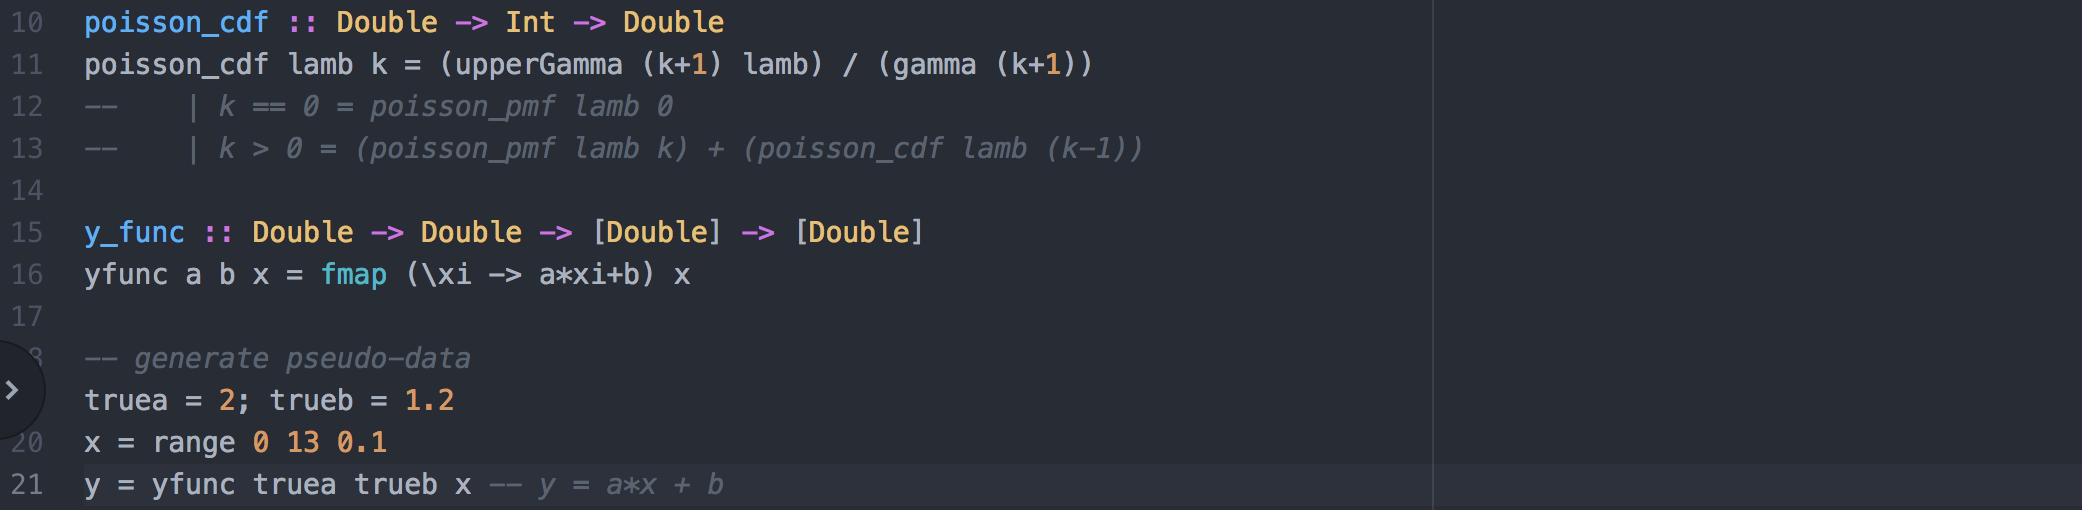 10 poisson_cdf :: Double -> Int -> Double
11 poisson_cdf lamb k = (upperGamma (k+1) lamb) / (gamma (k+1))
12 --    | k == 0 = poisson_pmf lamb 0
13 --    | k > 0 = (poisson_pmf lamb k) + (poisson_cdf lamb (k-1))
14
15 y_func :: Double -> Double -> [Double] -> [Double]
16 yfunc a b x = fmap (\xi -> a*xi+b) x
17
8 -- generate pseudo-data
truea = 2; trueb = 1.2
20 x = range 0 13 0.1
21 y = yfunc truea trueb x -- y = a*x + b